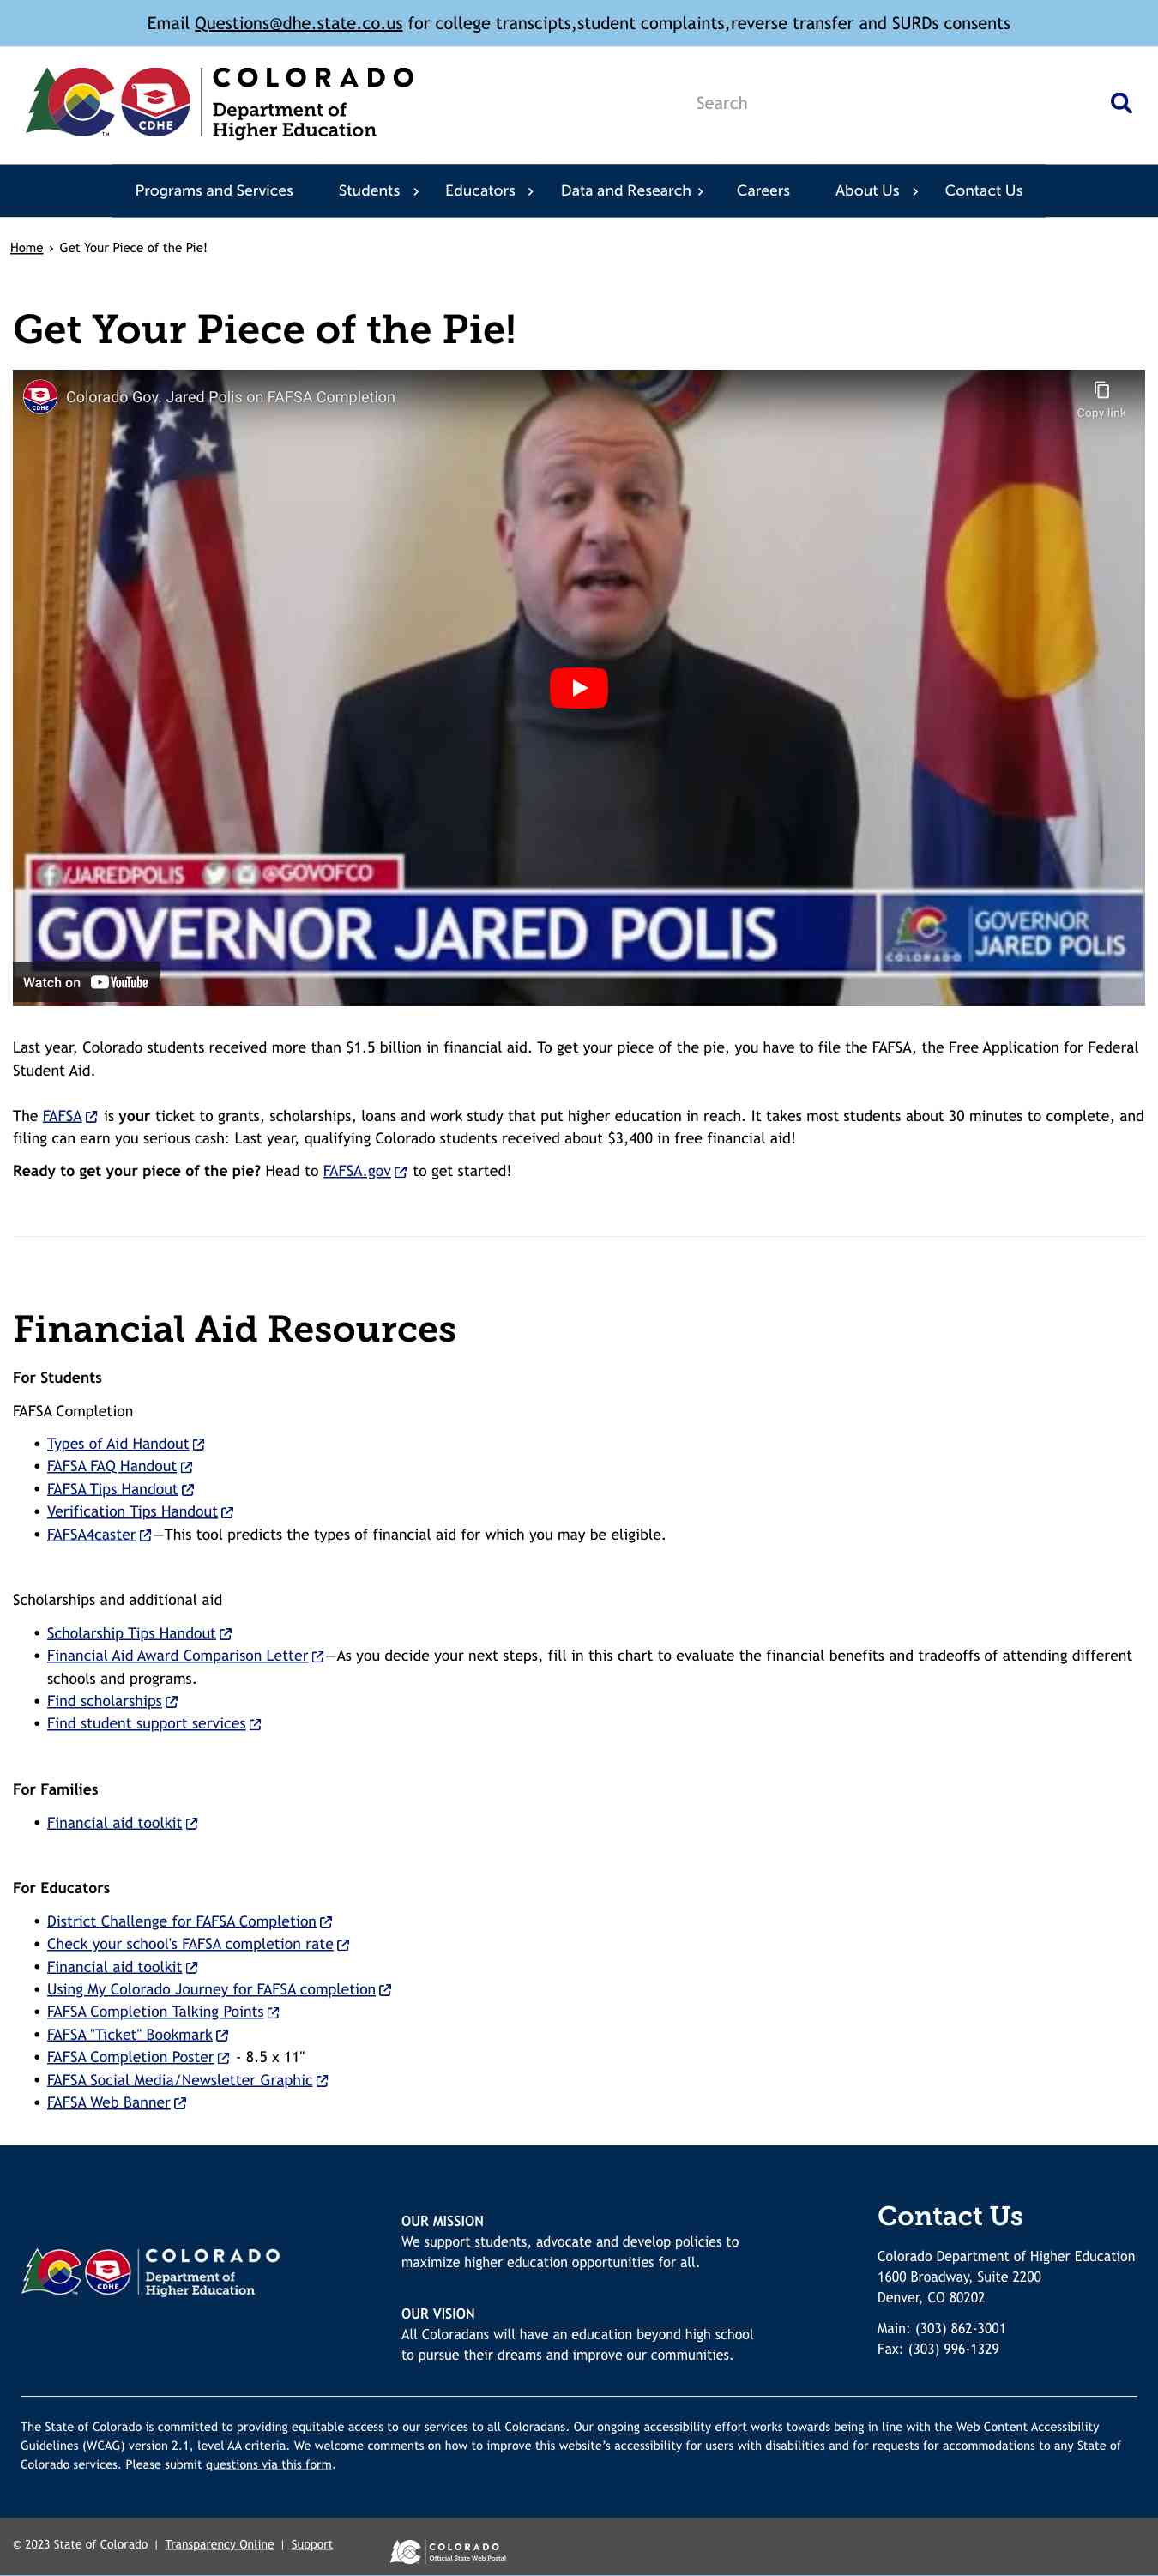 Email Questions@dhe.state.co.us for college transcipts,student complaints,reverse transfer and SURDs consents
CDHE
TM
COLORADO
Department of
Higher Education
Search
Programs and Services
Students ›
Educators ›
Data and Research ›
Careers
About Us ›
Contact Us
Home › Get Your Piece of the Pie!
Get Your Piece of the Pie!
CDHE
Colorado Gov. Jared Polis on FAFSA Completion
Copy link
/JAREDPOLIS @GOVOFCO
GOVERNOR JARED POLIS
COLORADO
GOVERNOR
JARED POLIS
Watch on YouTube
Last year, Colorado students received more than $1.5 billion in financial aid. To get your piece of the pie, you have to file the FAFSA, the Free Application for Federal
Student Aid.
The FAFSA is your ticket to grants, scholarships, loans and work study that put higher education in reach. It takes most students about 30 minutes to complete, and
filing can earn you serious cash: Last year, qualifying Colorado students received about $3,400 in free financial aid!
Ready to get your piece of the pie? Head to FAFSA.gov to get started!
Financial Aid Resources
For Students
FAFSA Completion
• Types of Aid Handout
• FAFSA FAQ Handout
• FAFSA Tips Handout
• Verification Tips Handout
• FAFSA4caster —This tool predicts the types of financial aid for which you may be eligible.
Scholarships and additional aid
• Scholarship Tips Handout
• Financial Aid Award Comparison Letter —As you decide your next steps, fill in this chart to evaluate the financial benefits and tradeoffs of attending different
schools and programs.
• Find scholarships
• Find student support services
For Families
• Financial aid toolkit
For Educators
• District Challenge for FAFSA Completion
• Check your school's FAFSA completion rate
• Financial aid toolkit
• Using My Colorado Journey for FAFSA completion
• FAFSA Completion Talking Points
• FAFSA "Ticket" Bookmark
• FAFSA Completion Poster - 8.5 x 11"
• FAFSA Social Media/Newsletter Graphic
• FAFSA Web Banner
CDHE
COLORADO
Department of
Higher Education
OUR MISSION
We support students, advocate and develop policies to
maximize higher education opportunities for all.
OUR VISION
All Coloradans will have an education beyond high school
to pursue their dreams and improve our communities.
Contact Us
Colorado Department of Higher Education
1600 Broadway, Suite 2200
Denver, CO 80202
Main: (303) 862-3001
Fax: (303) 996-1329
The State of Colorado is committed to providing equitable access to our services to all Coloradans. Our ongoing accessibility effort works towards being in line with the Web Content Accessibility
Guidelines (WCAG) version 2.1, level AA criteria. We welcome comments on how to improve this website’s accessibility for users with disabilities and for requests for accommodations to any State of
Colorado services. Please submit questions via this form.
© 2023 State of Colorado | Transparency Online | Support
COLORADO
Official State Web Portal